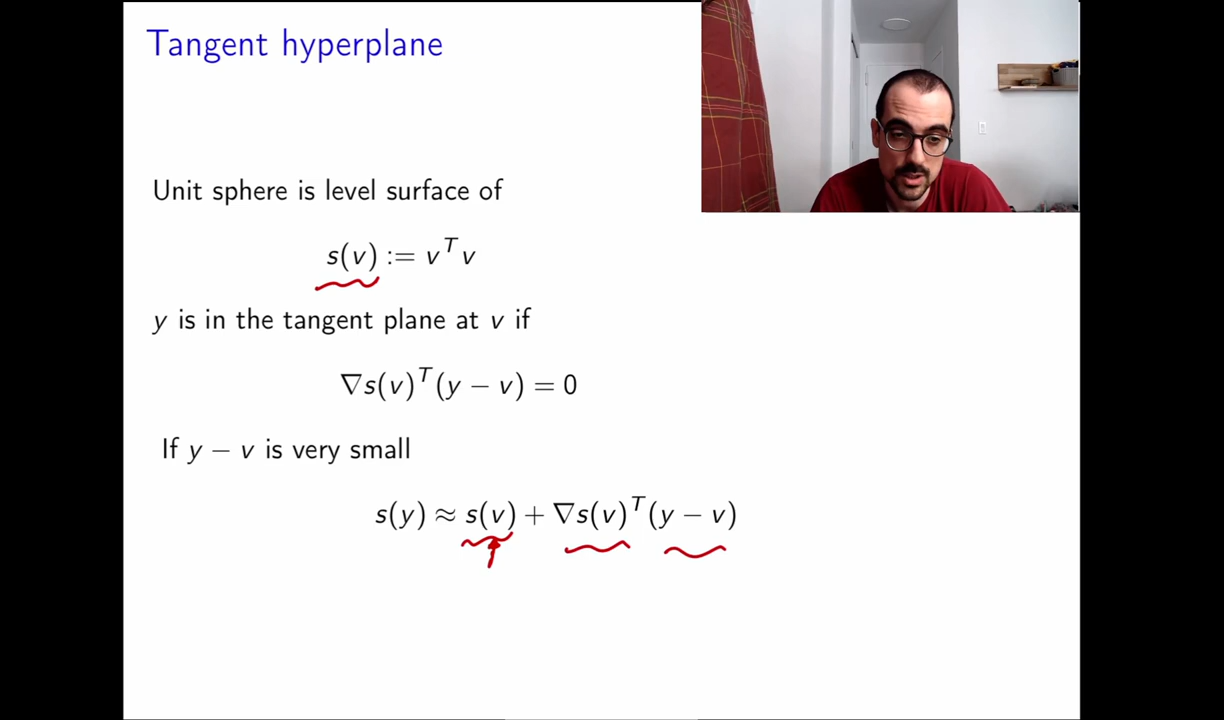 Tangent hyperplane
Unit sphere is level surface of
s(v) := v^T v
y is in the tangent plane at v if
∇s(v)^T (y − v) = 0
If y − v is very small
s(y) ≈ s(v) + ∇s(v)^T (y − v)